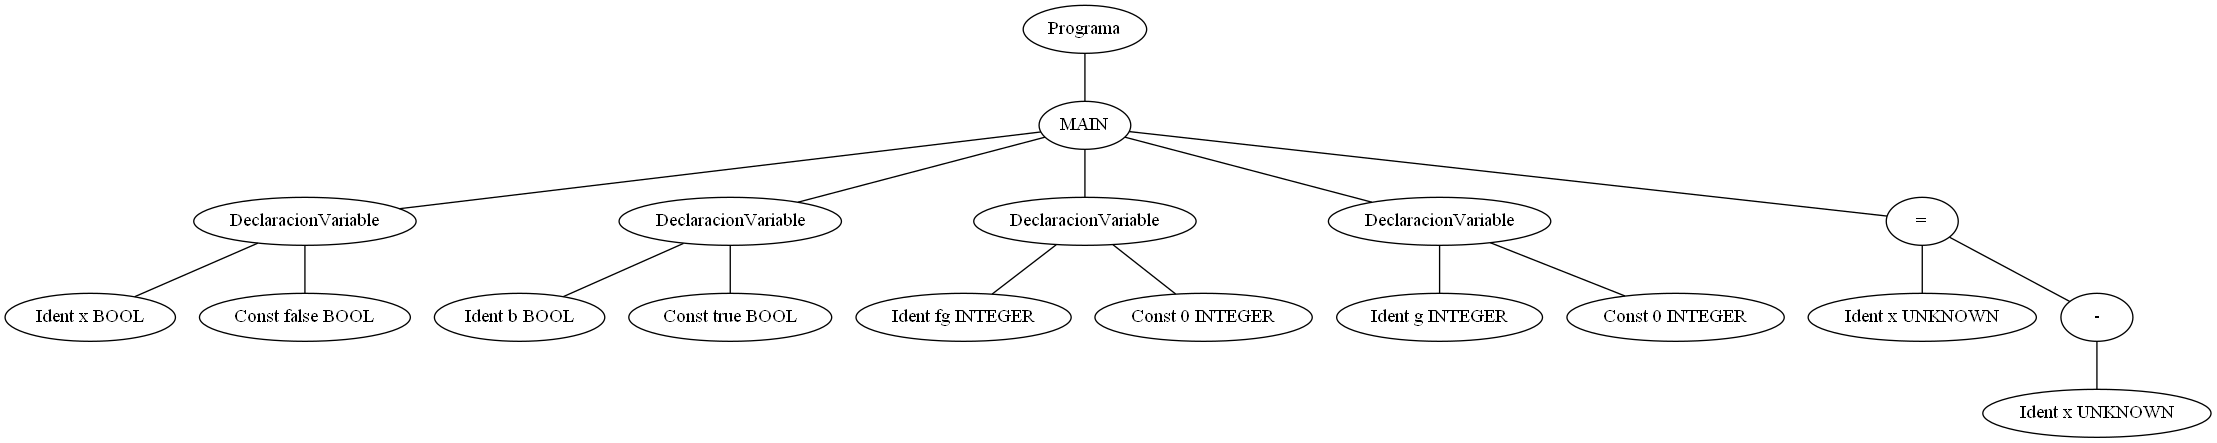 Programa
MAIN
DeclaracionVariable
DeclaracionVariable
DeclaracionVariable
DeclaracionVariable
=
Ident x BOOL
Const false BOOL
Ident b BOOL
Const true BOOL
Ident fg INTEGER
Const 0 INTEGER
Ident g INTEGER
Const 0 INTEGER
Ident x UNKNOWN
-
Ident x UNKNOWN